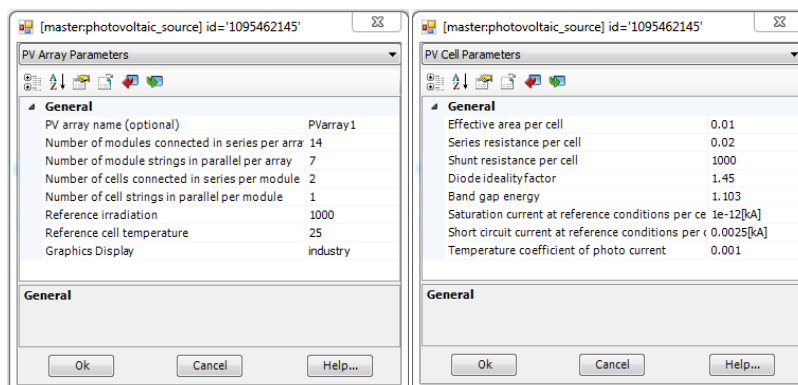 [master:photovoltaic_source] id='1095462145'
PV Array Parameters
General
PV array name (optional) PVarray1
Number of modules connected in series per arra 14
Number of module strings in parallel per array 7
Number of cells connected in series per module 2
Number of cell strings in parallel per module 1
Reference irradiation 1000
Reference cell temperature 25
Graphics Display industry
General
Ok Cancel Help...
[master:photovoltaic_source] id='1095462145'
PV Cell Parameters
General
Effective area per cell 0.01
Series resistance per cell 0.02
Shunt resistance per cell 1000
Diode ideality factor 1.45
Band gap energy 1.103
Saturation current at reference conditions per ce 1e-12[kA]
Short circuit current at reference conditions per c 0.0025[kA]
Temperature coefficient of photo current 0.001
General
Ok Cancel Help...